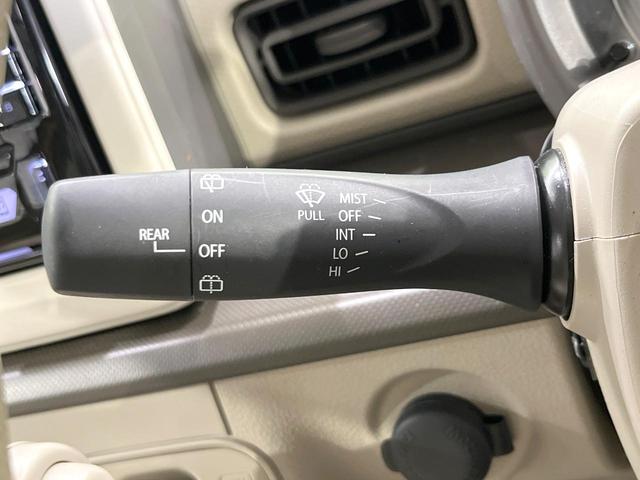 REAR
ON
OFF
PULL
MIST
OFF
INT
LO
HI